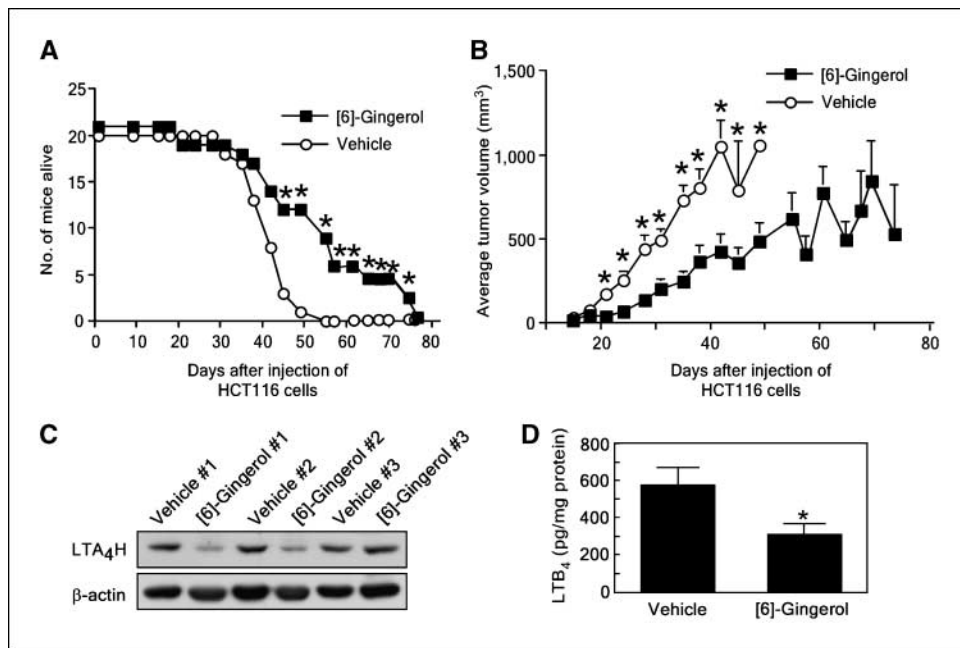 A
No. of mice alive
25
20
15
10
5
0
[6]-Gingerol
Vehicle
* * * * * * * * * *
0 10 20 30 40 50 60 70 80
Days after injection of
HCT116 cells
B
Average tumor volume (mm³)
1,500
1,000
500
0
[6]-Gingerol
Vehicle
* * * * * * * * *
20 40 60 80
Days after injection of
HCT116 cells
C
Vehicle #1
[6]-Gingerol #1
Vehicle #2
[6]-Gingerol #2
Vehicle #3
[6]-Gingerol #3
LTA₄H
β-actin
D
LTB₄ (pg/mg protein)
800
600
400
200
0
*
Vehicle [6]-Gingerol